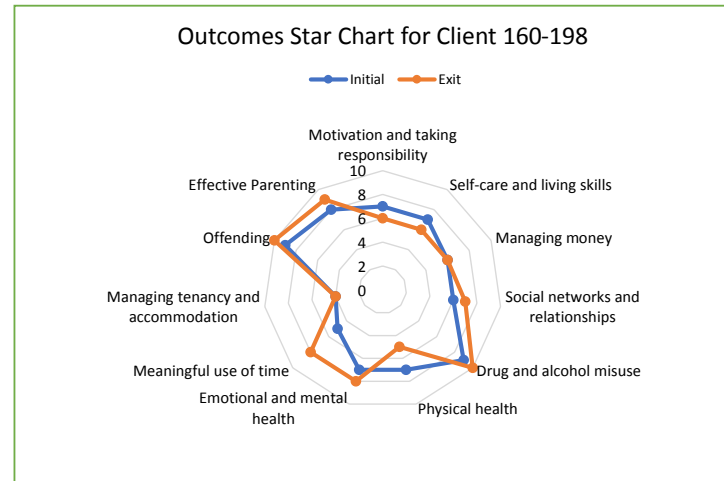 Outcomes Star Chart for Client 160-198
Initial
Exit
Motivation and taking
responsibility
10
8
6
4
2
0
Self-care and living skills
Managing money
Social networks and
relationships
Drug and alcohol misuse
Physical health
Emotional and mental
health
Meaningful use of time
Managing tenancy and
accommodation
Offending
Effective Parenting